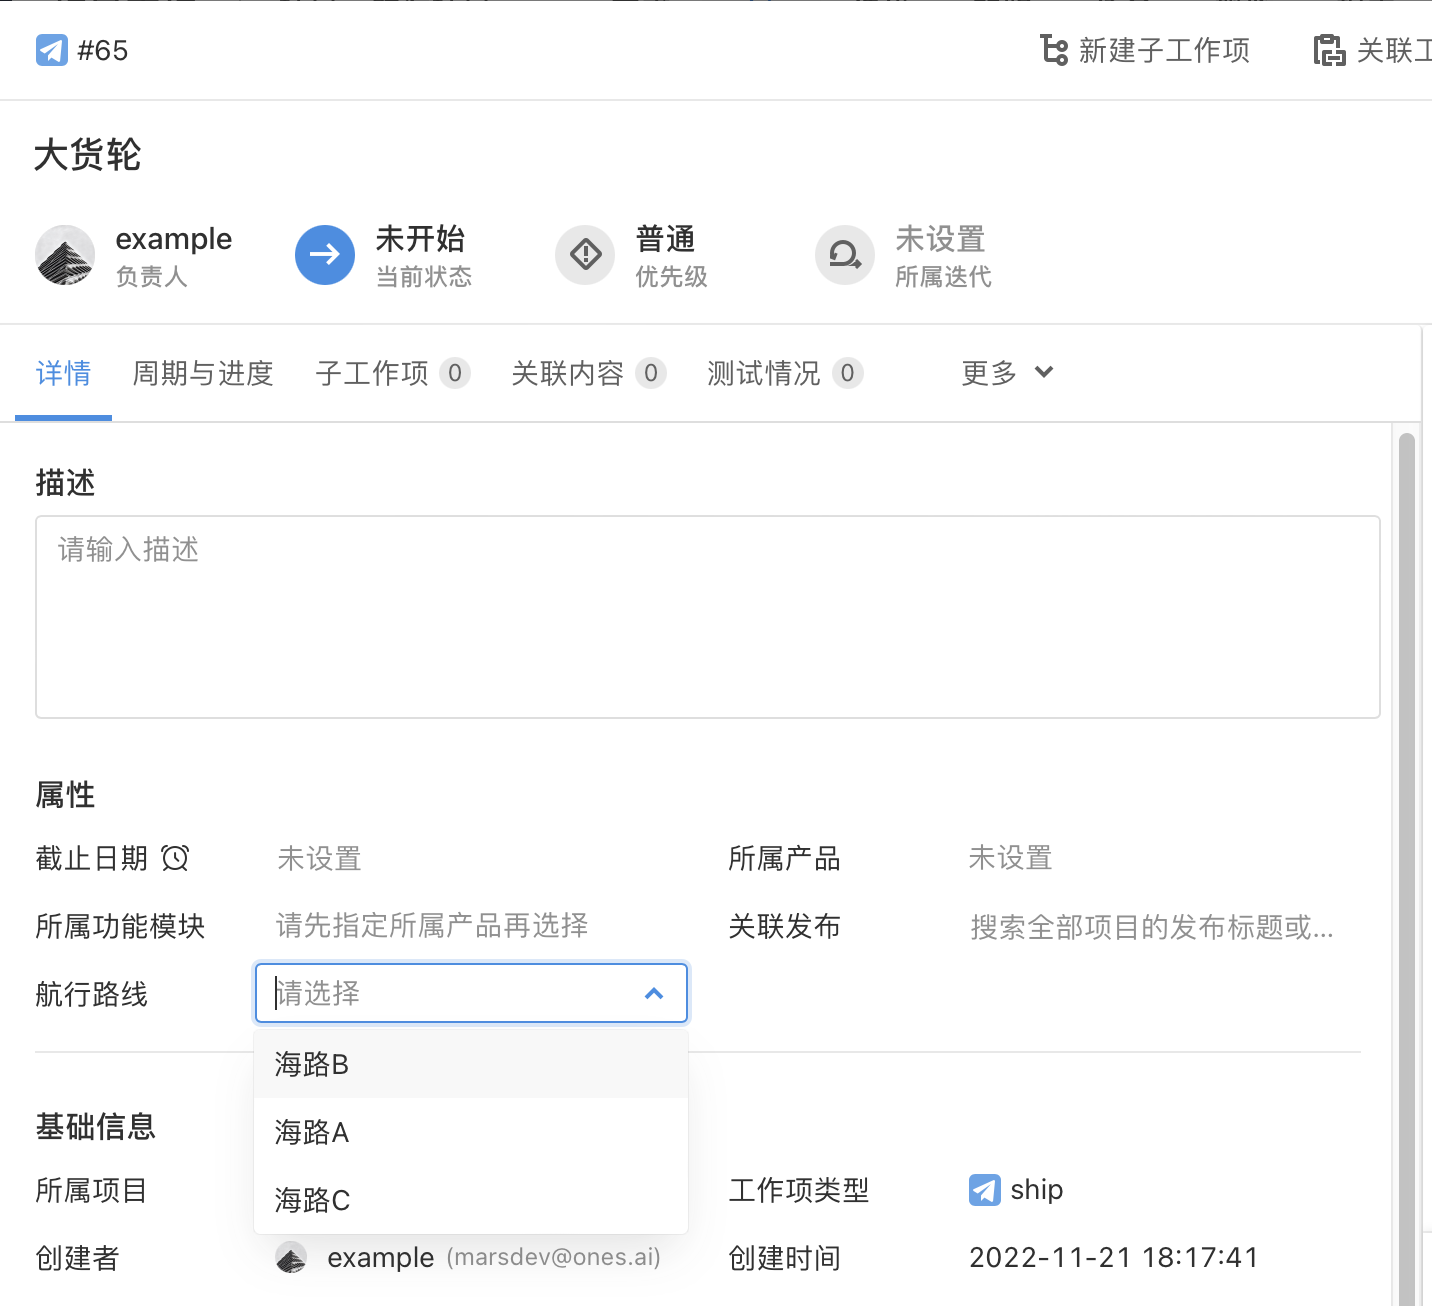 #65
新建子工作项
关联工
大货轮
example
负责人
未开始
当前状态
普通
优先级
未设置
所属迭代
详情
周期与进度
子工作项 0
关联内容 0
测试情况 0
更多
描述
请输入描述
属性
截止日期
未设置
所属产品
未设置
所属功能模块
请先指定所属产品再选择
关联发布
搜索全部项目的发布标题或...
航行路线
请选择
海路B
海路A
海路C
基础信息
所属项目
工作项类型
ship
创建者
example (marsdev@ones.ai)
创建时间
2022-11-21 18:17:41